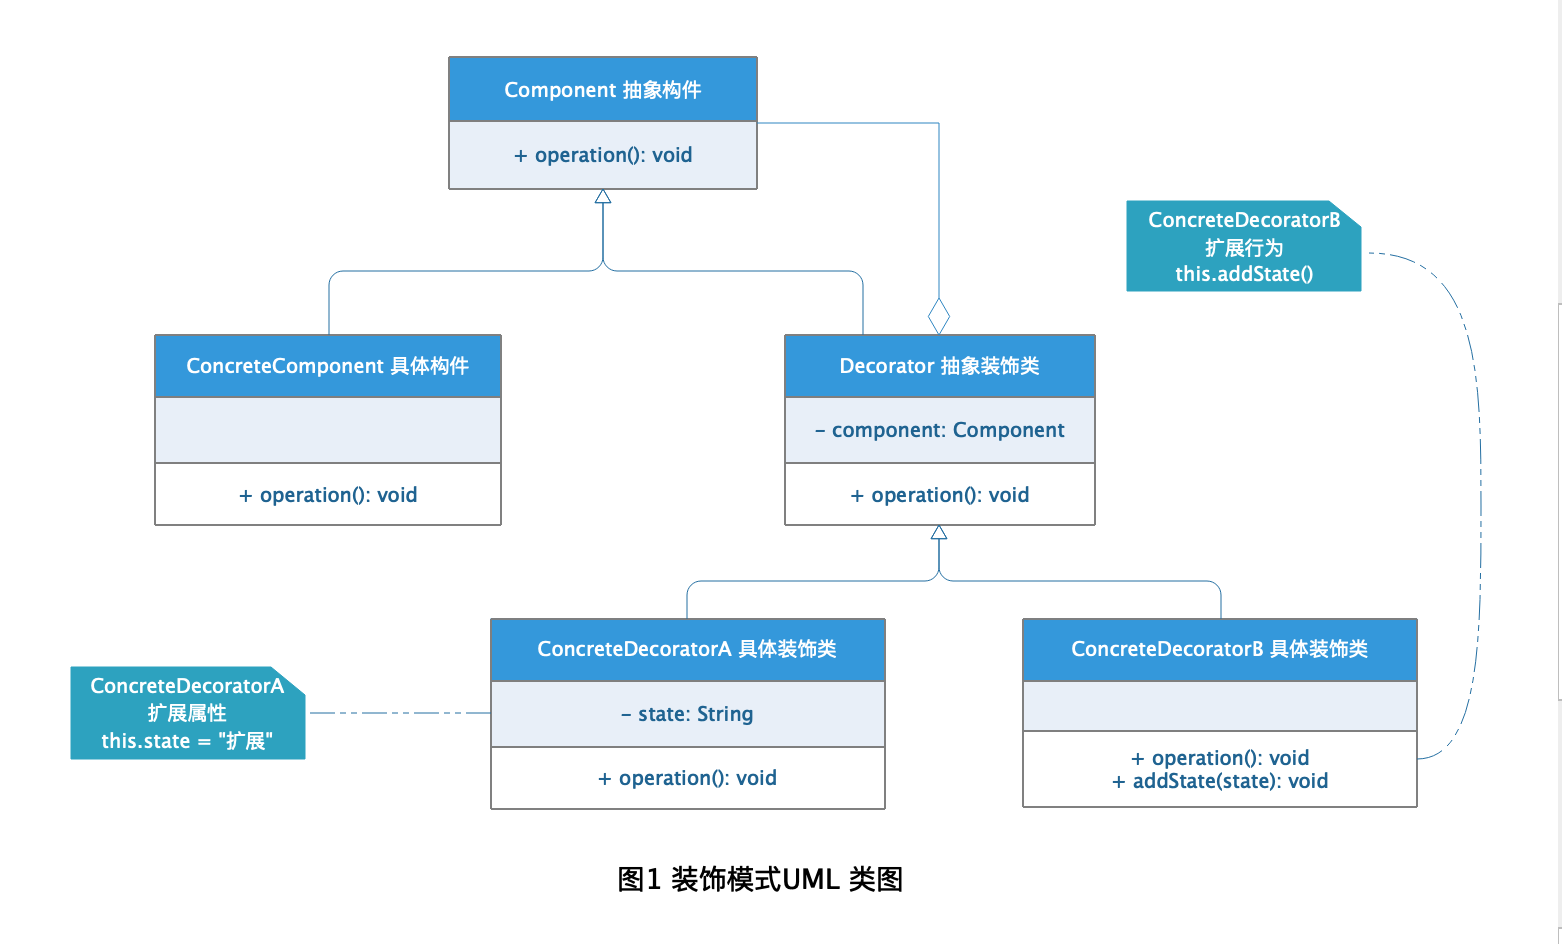 Component 抽象构件
+ operation(): void
ConcreteDecoratorB
扩展行为
this.addState()
ConcreteComponent 具体构件
+ operation(): void
Decorator 抽象装饰类
- component: Component
+ operation(): void
ConcreteDecoratorA
扩展属性
this.state = "扩展"
ConcreteDecoratorA 具体装饰类
- state: String
+ operation(): void
ConcreteDecoratorB 具体装饰类
+ operation(): void
+ addState(state): void
图1 装饰模式UML 类图